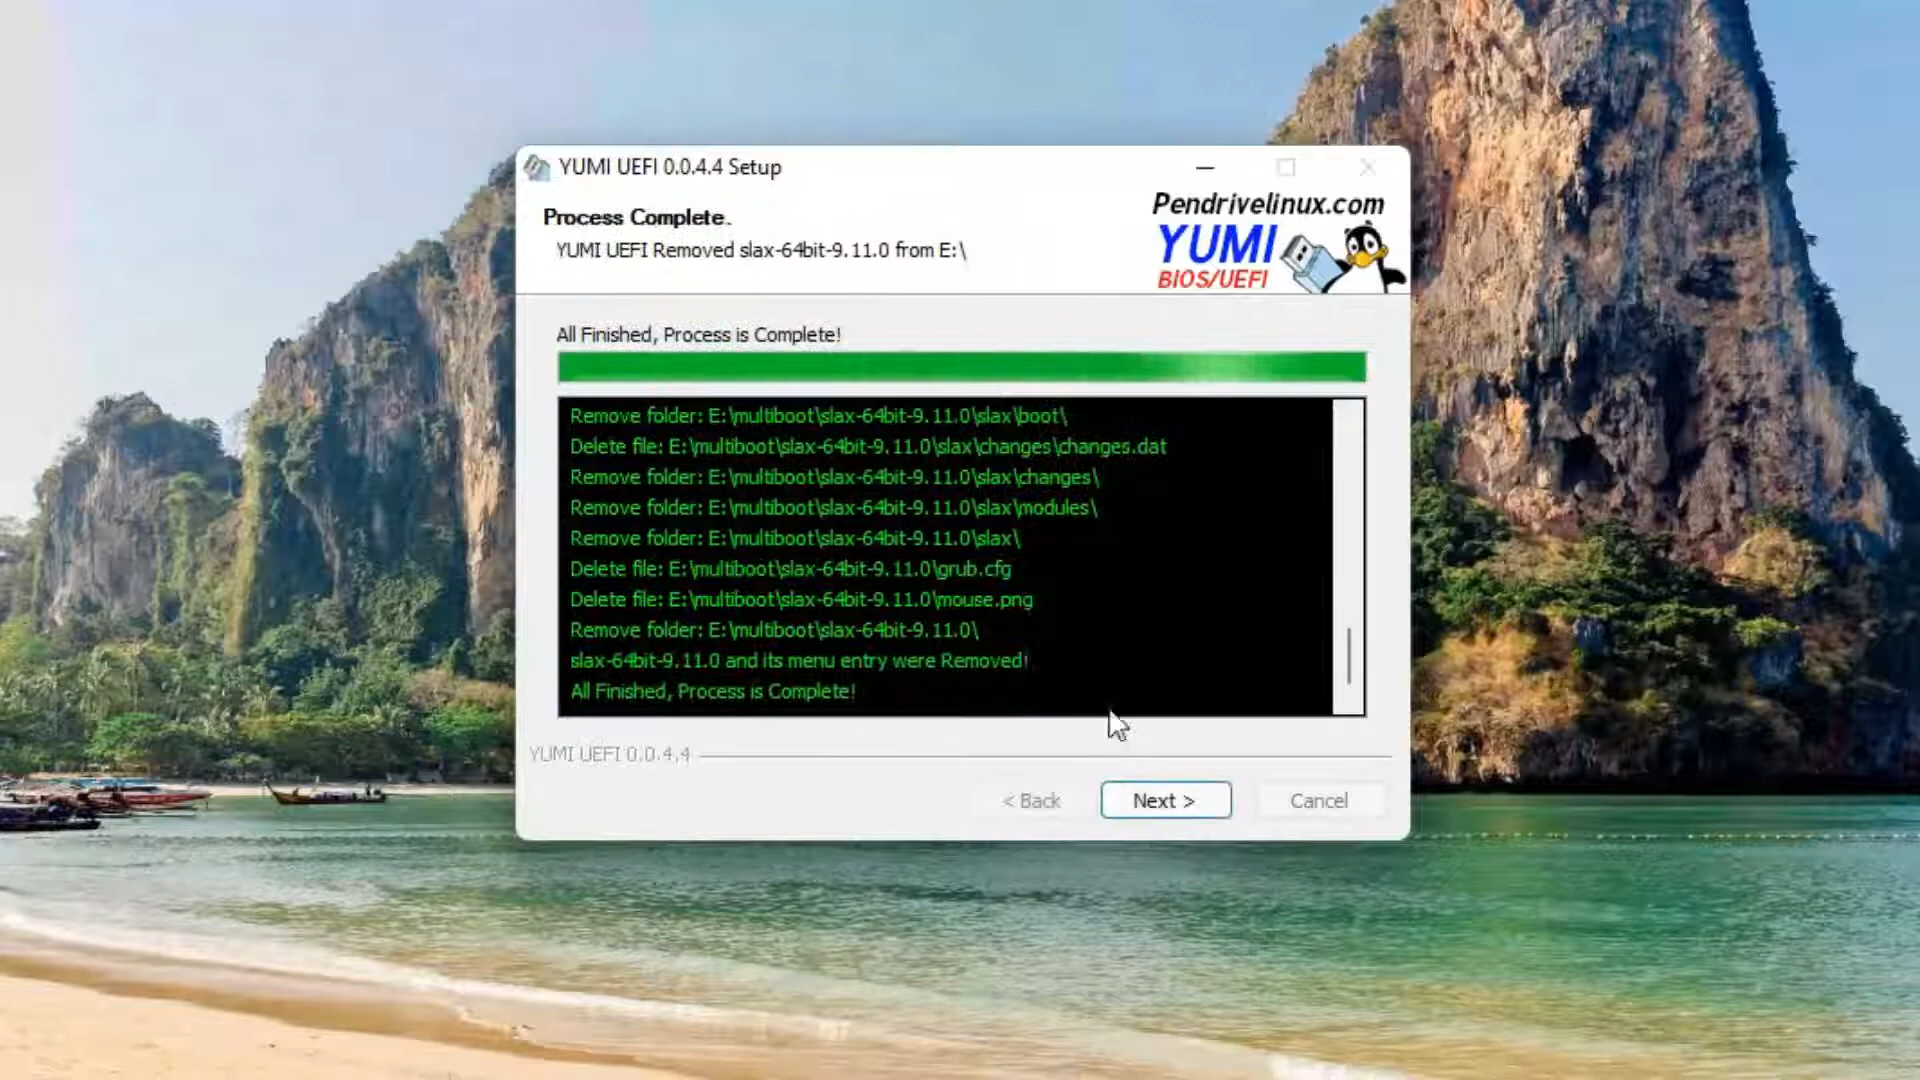 YUMI UEFI 0.0.4.4 Setup
Process Complete.
YUMI UEFI Removed slax-64bit-9.11.0 from E:\
Pendrivelinux.com
YUMI
BIOS/UEFI
All Finished, Process is Complete!
Remove folder: E:\multiboot\slax-64bit-9.11.0\slax\boot\
Delete file: E:\multiboot\slax-64bit-9.11.0\slax\changes\changes.dat
Remove folder: E:\multiboot\slax-64bit-9.11.0\slax\changes\
Remove folder: E:\multiboot\slax-64bit-9.11.0\slax\modules\
Remove folder: E:\multiboot\slax-64bit-9.11.0\slax\
Delete file: E:\multiboot\slax-64bit-9.11.0\grub.cfg
Delete file: E:\multiboot\slax-64bit-9.11.0\mouse.png
Remove folder: E:\multiboot\slax-64bit-9.11.0\
slax-64bit-9.11.0 and its menu entry were Removed!
All Finished, Process is Complete!
YUMI UEFI 0.0.4.4
< Back
Next >
Cancel